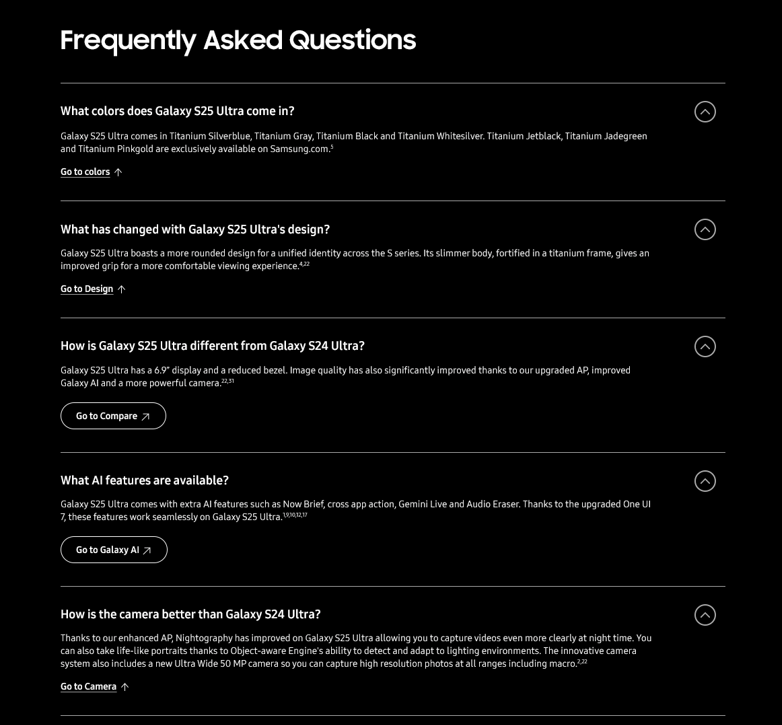 Frequently Asked Questions
What colors does Galaxy S25 Ultra come in?
Galaxy S25 Ultra comes in Titanium Silverblue, Titanium Gray, Titanium Black and Titanium Whitesilver. Titanium Jetblack, Titanium Jadegreen
and Titanium Pinkgold are exclusively available on Samsung.com.5
Go to colors
What has changed with Galaxy S25 Ultra's design?
Galaxy S25 Ultra boasts a more rounded design for a unified identity across the S series. Its slimmer body, fortified in a titanium frame, gives an
improved grip for a more comfortable viewing experience.4,22
Go to Design
How is Galaxy S25 Ultra different from Galaxy S24 Ultra?
Galaxy S25 Ultra has a 6.9" display and a reduced bezel. Image quality has also significantly improved thanks to our upgraded AP, improved
Galaxy AI and a more powerful camera.22,31
Go to Compare
What AI features are available?
Galaxy S25 Ultra comes with extra AI features such as Now Brief, cross app action, Gemini Live and Audio Eraser. Thanks to the upgraded One UI
7, these features work seamlessly on Galaxy S25 Ultra.1,9,10,12,17
Go to Galaxy AI
How is the camera better than Galaxy S24 Ultra?
Thanks to our enhanced AP, Nightography has improved on Galaxy S25 Ultra allowing you to capture videos even more clearly at night time. You
can also take life-like portraits thanks to Object-aware Engine's ability to detect and adapt to lighting environments. The innovative camera
system also includes a new Ultra Wide 50 MP camera so you can capture high resolution photos at all ranges including macro.2,22
Go to Camera